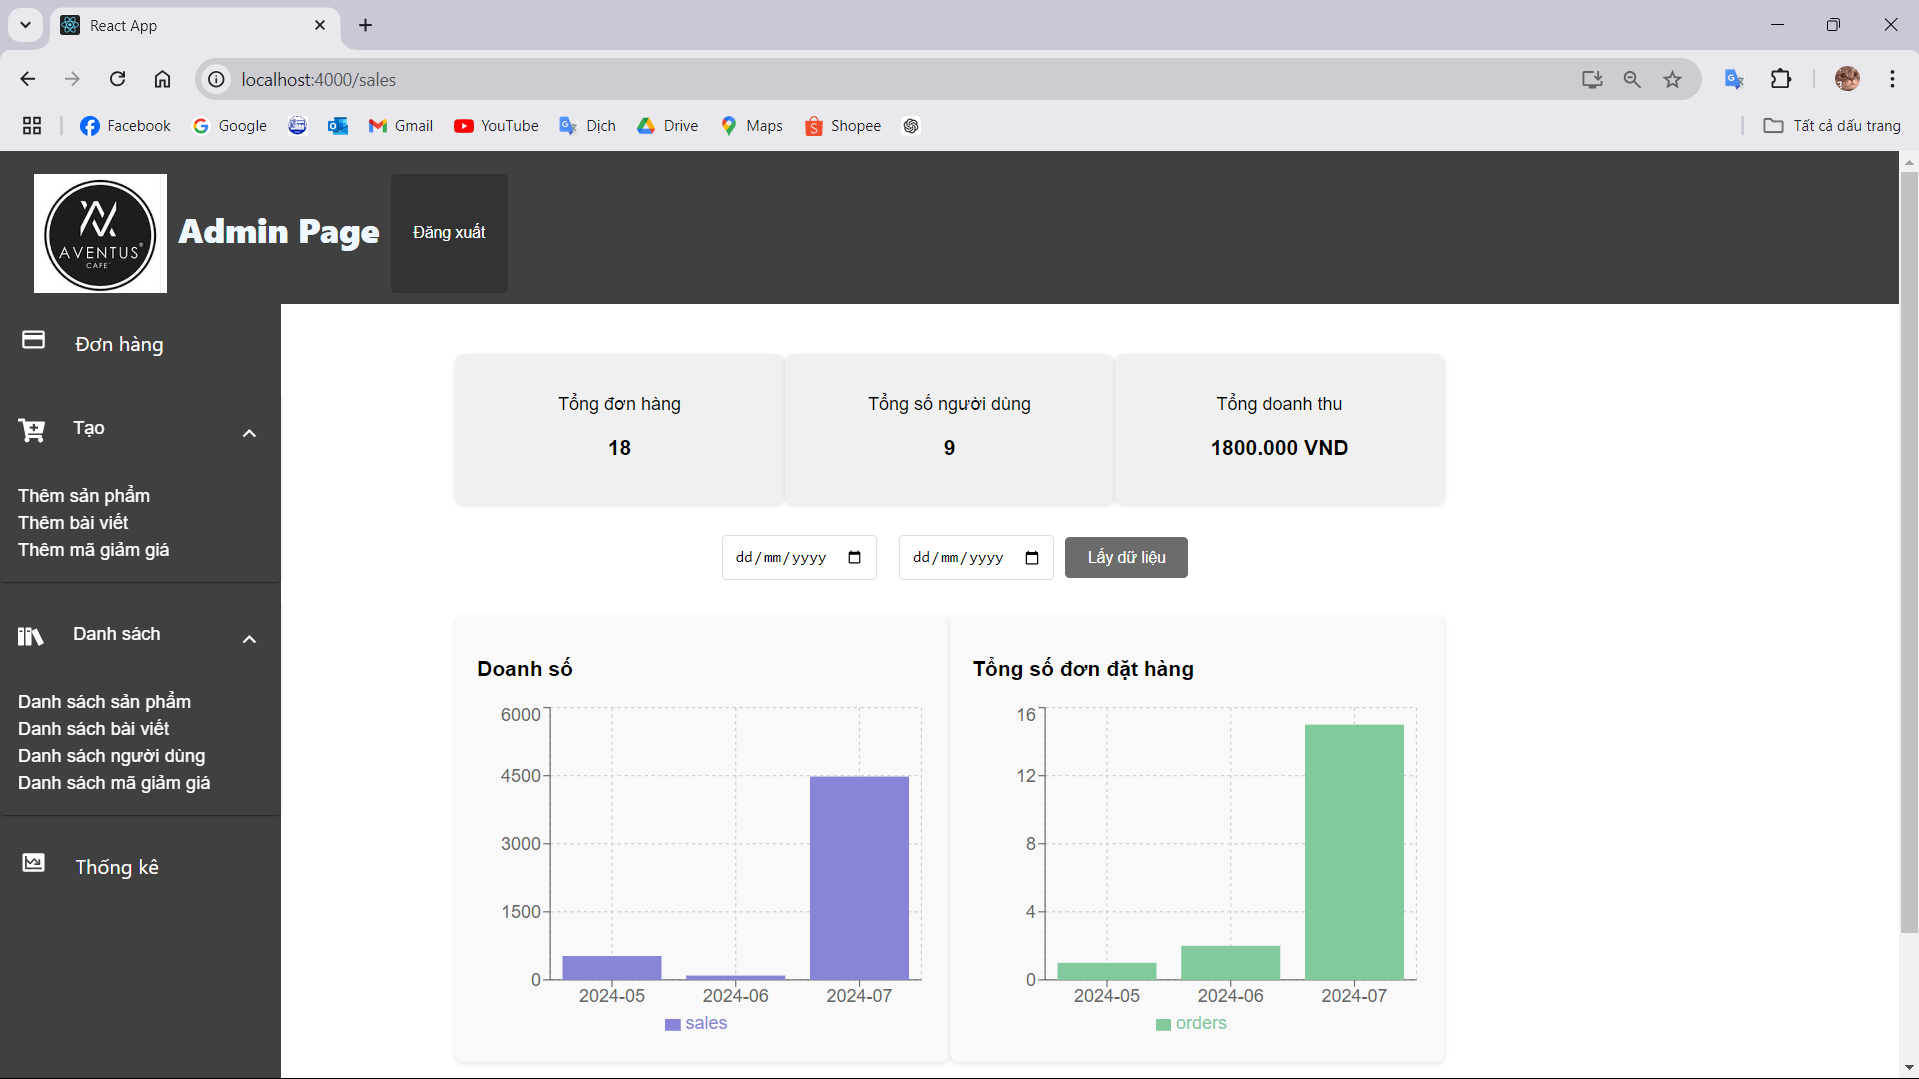 React App
localhost:4000/sales
Facebook Google Gmail YouTube Dịch Drive Maps Shopee Tất cả dấu trang
AVENTUS®
CAFE
Admin Page
Đăng xuất
Đơn hàng
Tạo
Thêm sản phẩm
Thêm bài viết
Thêm mã giảm giá
Danh sách
Danh sách sản phẩm
Danh sách bài viết
Danh sách người dùng
Danh sách mã giảm giá
Thống kê
Tổng đơn hàng
18
Tổng số người dùng
9
Tổng doanh thu
1800.000 VND
dd/mm/yyyy dd/mm/yyyy Lấy dữ liệu
Doanh số
6000
4500
3000
1500
0
2024-05 2024-06 2024-07
sales
Tổng số đơn đặt hàng
16
12
8
4
0
2024-05 2024-06 2024-07
orders